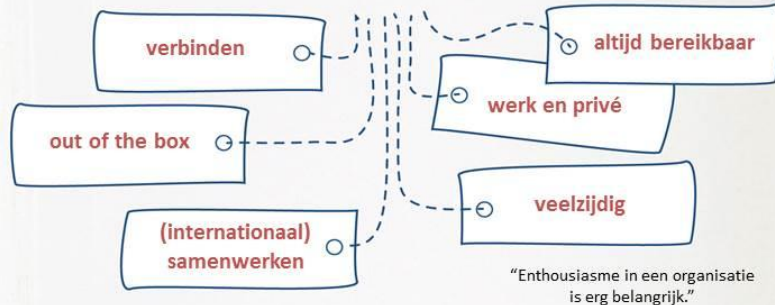 verbinden
altijd bereikbaar
werk en privé
out of the box
veelzijdig
(internationaal)
samenwerken
“Enthousiasme in een organisatie
is erg belangrijk.”